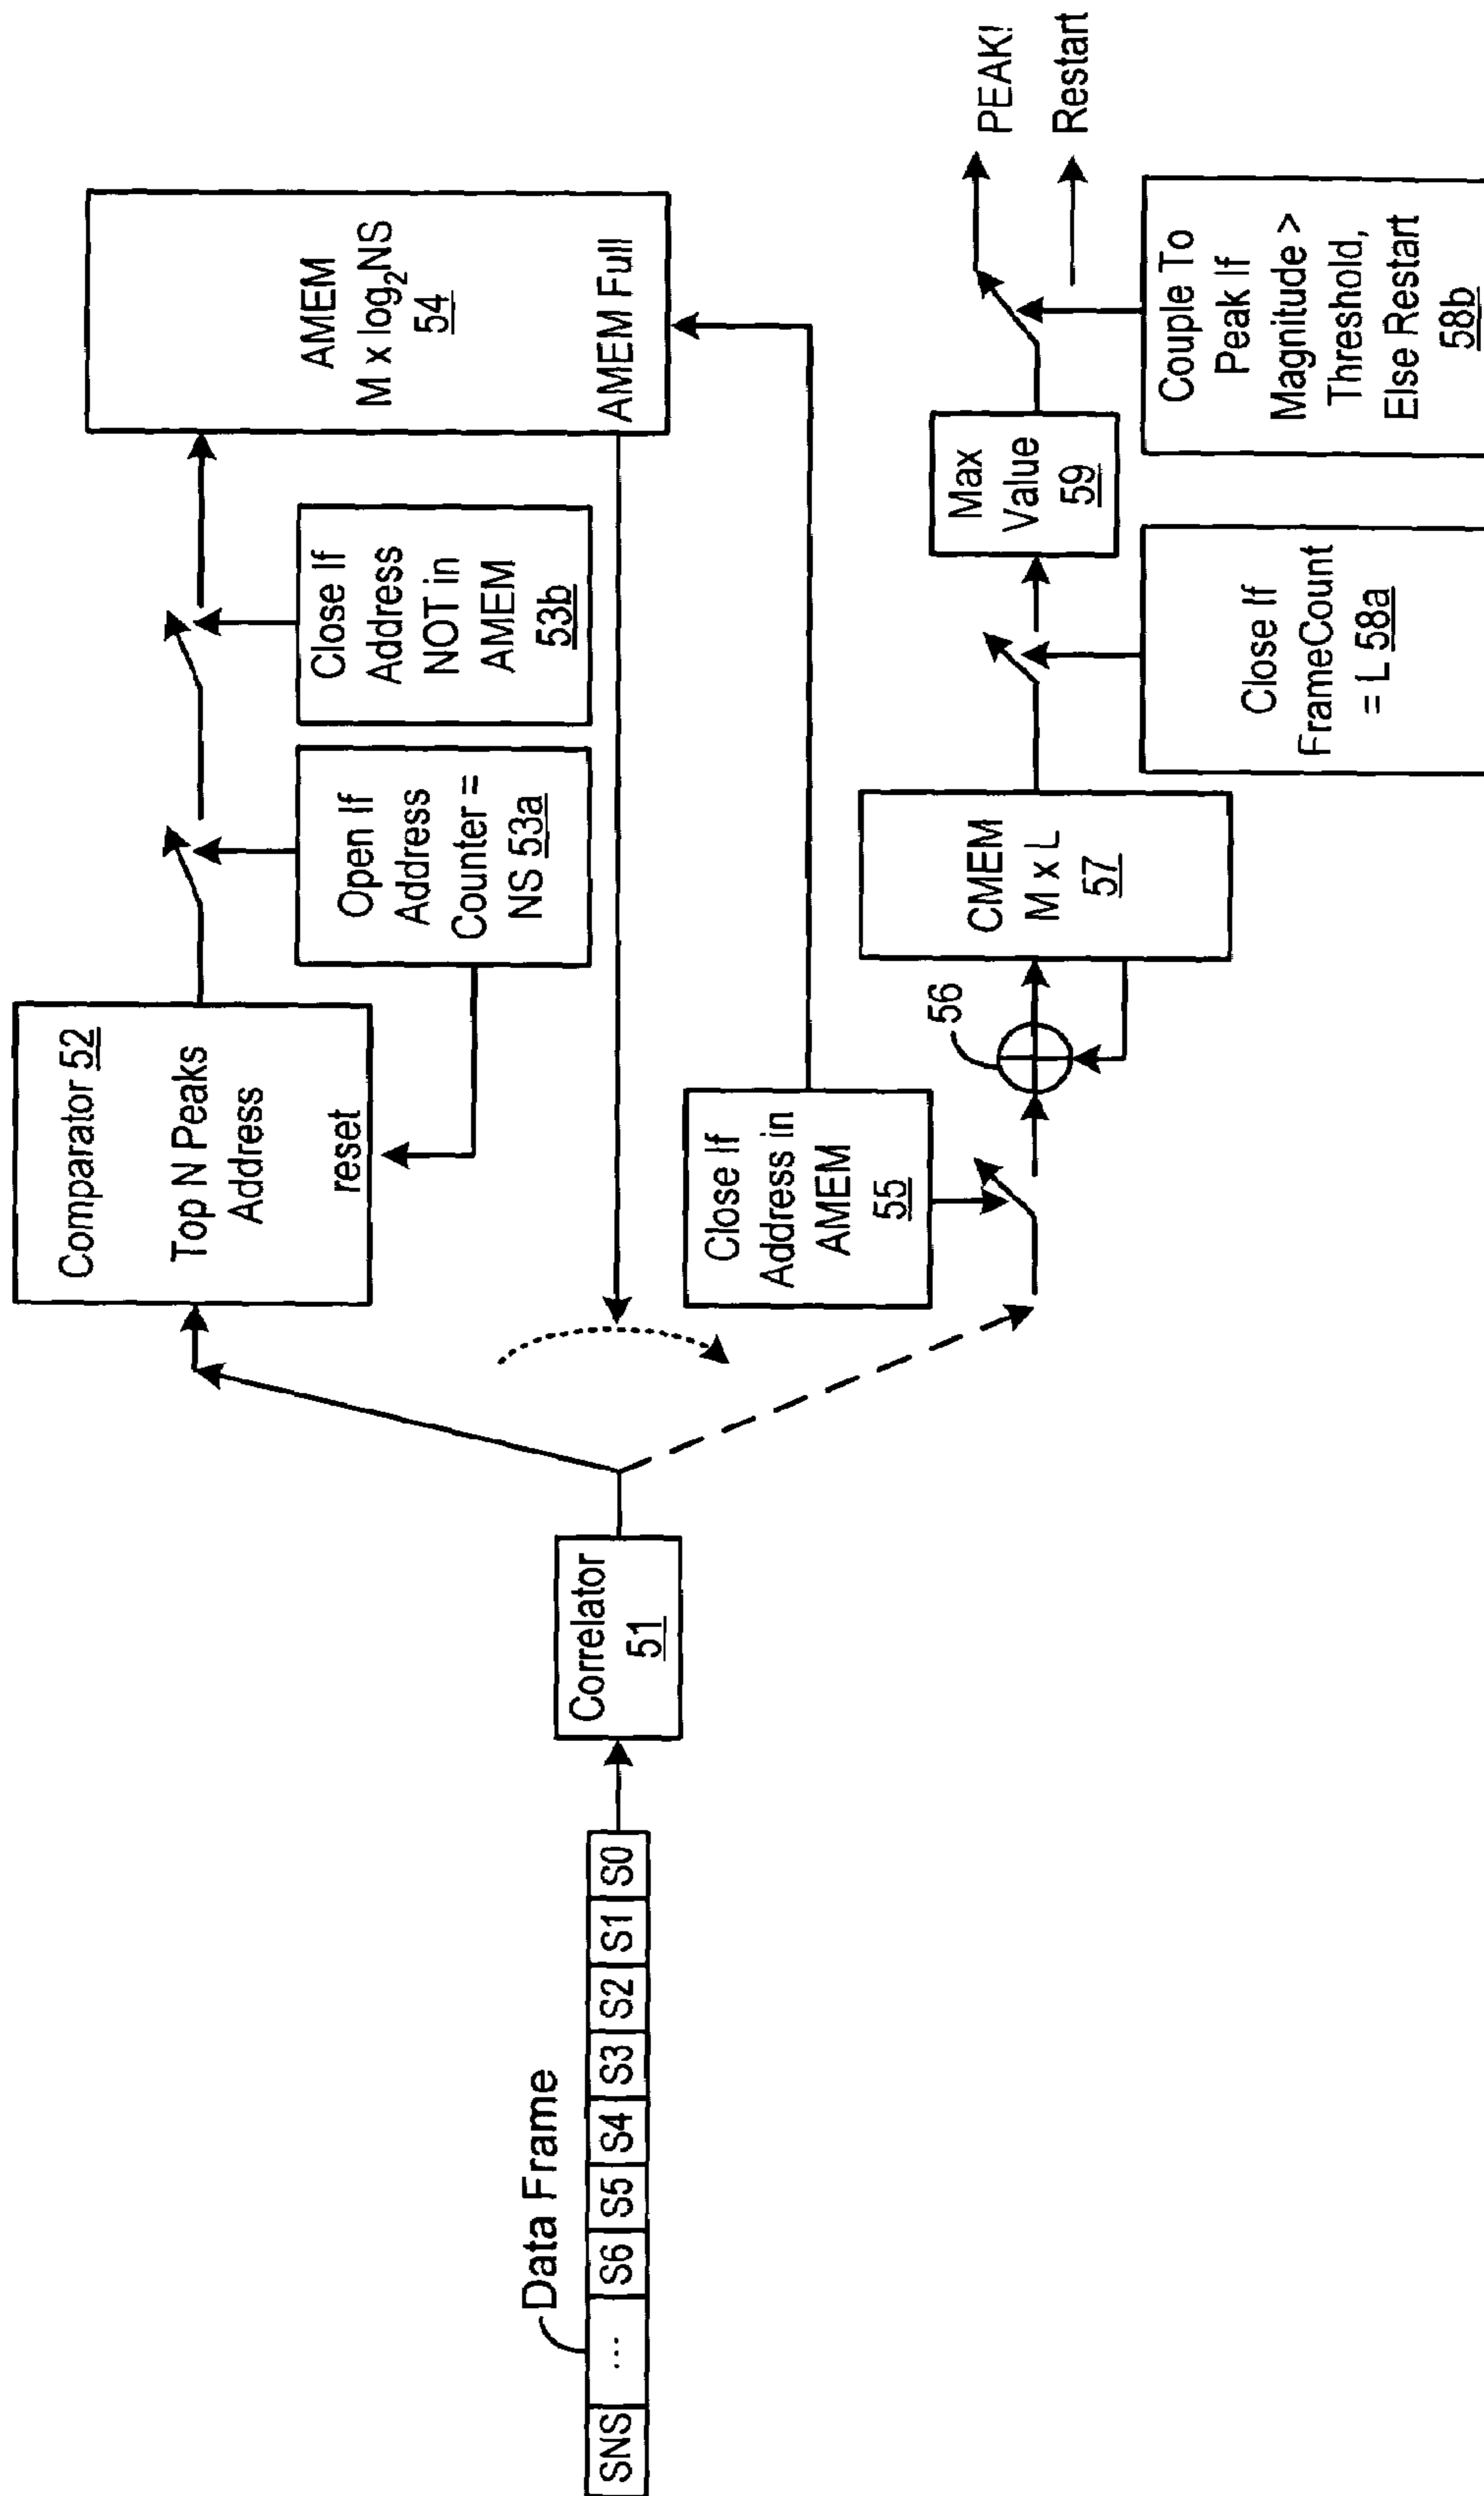 Data Frame
SNS ... S6 S5 S4 S3 S2 S1 S0
Correlator
51
Comparator 52
Top N Peaks
Address
reset
Open If
Address
Counter =
NS 53a
Close If
Address
NOT in
AMEM
53b
AMEM
M x log₂NS
54
AMEM Full
Close If
Address in
AMEM
55
56
CMEM
M x L
57
Close If
FrameCount
= L 58a
Max
Value
59
Couple To
Peak If
Magnitude >
Threshold,
Else Restart
58b
PEAK!
Restart